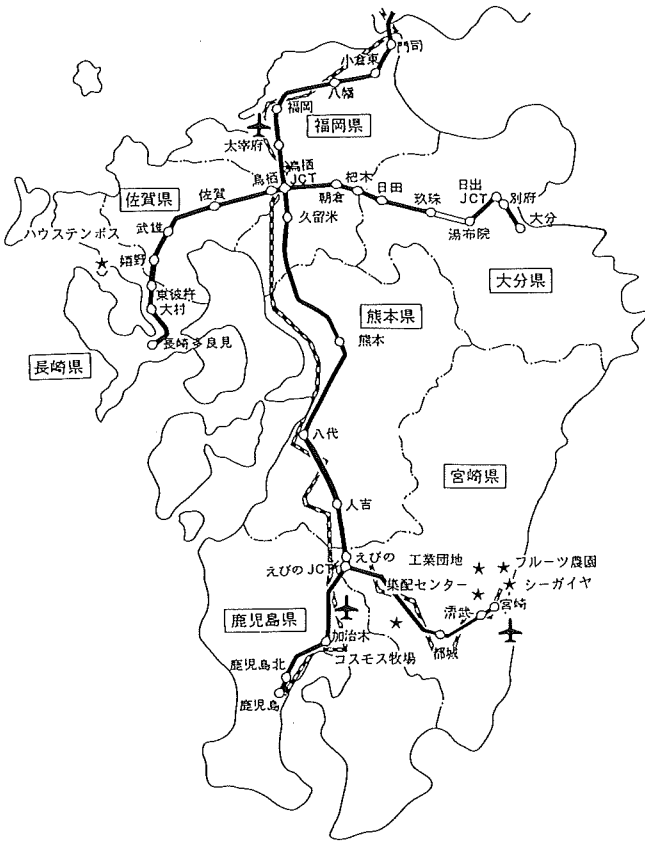 門司
小倉東
八幡
福岡
福岡県
太宰府
鳥栖
JCT
鳥栖
朝倉
杷木
日田
玖珠
日出
JCT
別府
湯布院
大分
大分県
佐賀県
佐賀
武雄
ハウステンボス
嬉野
東彼杵
大村
長崎多良見
長崎県
久留米
熊本県
熊本
八代
人吉
宮崎県
えびの
えびのJCT
工業団地
フルーツ農園
集配センター
シーガイヤ
宮崎
清武
都城
コスモス牧場
鹿児島県
加治木
鹿児島北
鹿児島